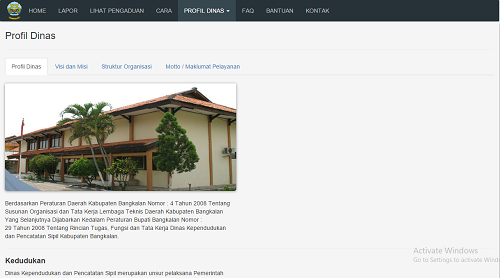 HOME LAPOR LIHAT PENGADUAN CARA PROFIL DINAS FAQ BANTUAN KONTAK
Profil Dinas
Profil Dinas Visi dan Misi Struktur Organisasi Motto / Maklumat Pelayanan
Berdasarkan Peraturan Daerah Kabupaten Bangkalan Nomor : 4 Tahun 2008 Tentang
Susunan Organisasi dan Tata Kerja Lembaga Teknis Daerah Kabupaten Bangkalan
Yang Selanjutnya Dijabarkan Kedalam Peraturan Bupati Bangkalan Nomor :
29 Tahun 2008 Tentang Rincian Tugas, Fungsi dan Tata Kerja Dinas Kependudukan
dan Pencatatan Sipil Kabupaten Bangkalan.
Activate Windows
Go to Settings to activate Wind
Kedudukan
Dinas Kependudukan dan Pencatatan Sipil merupakan unsur pelaksana Pemerintah